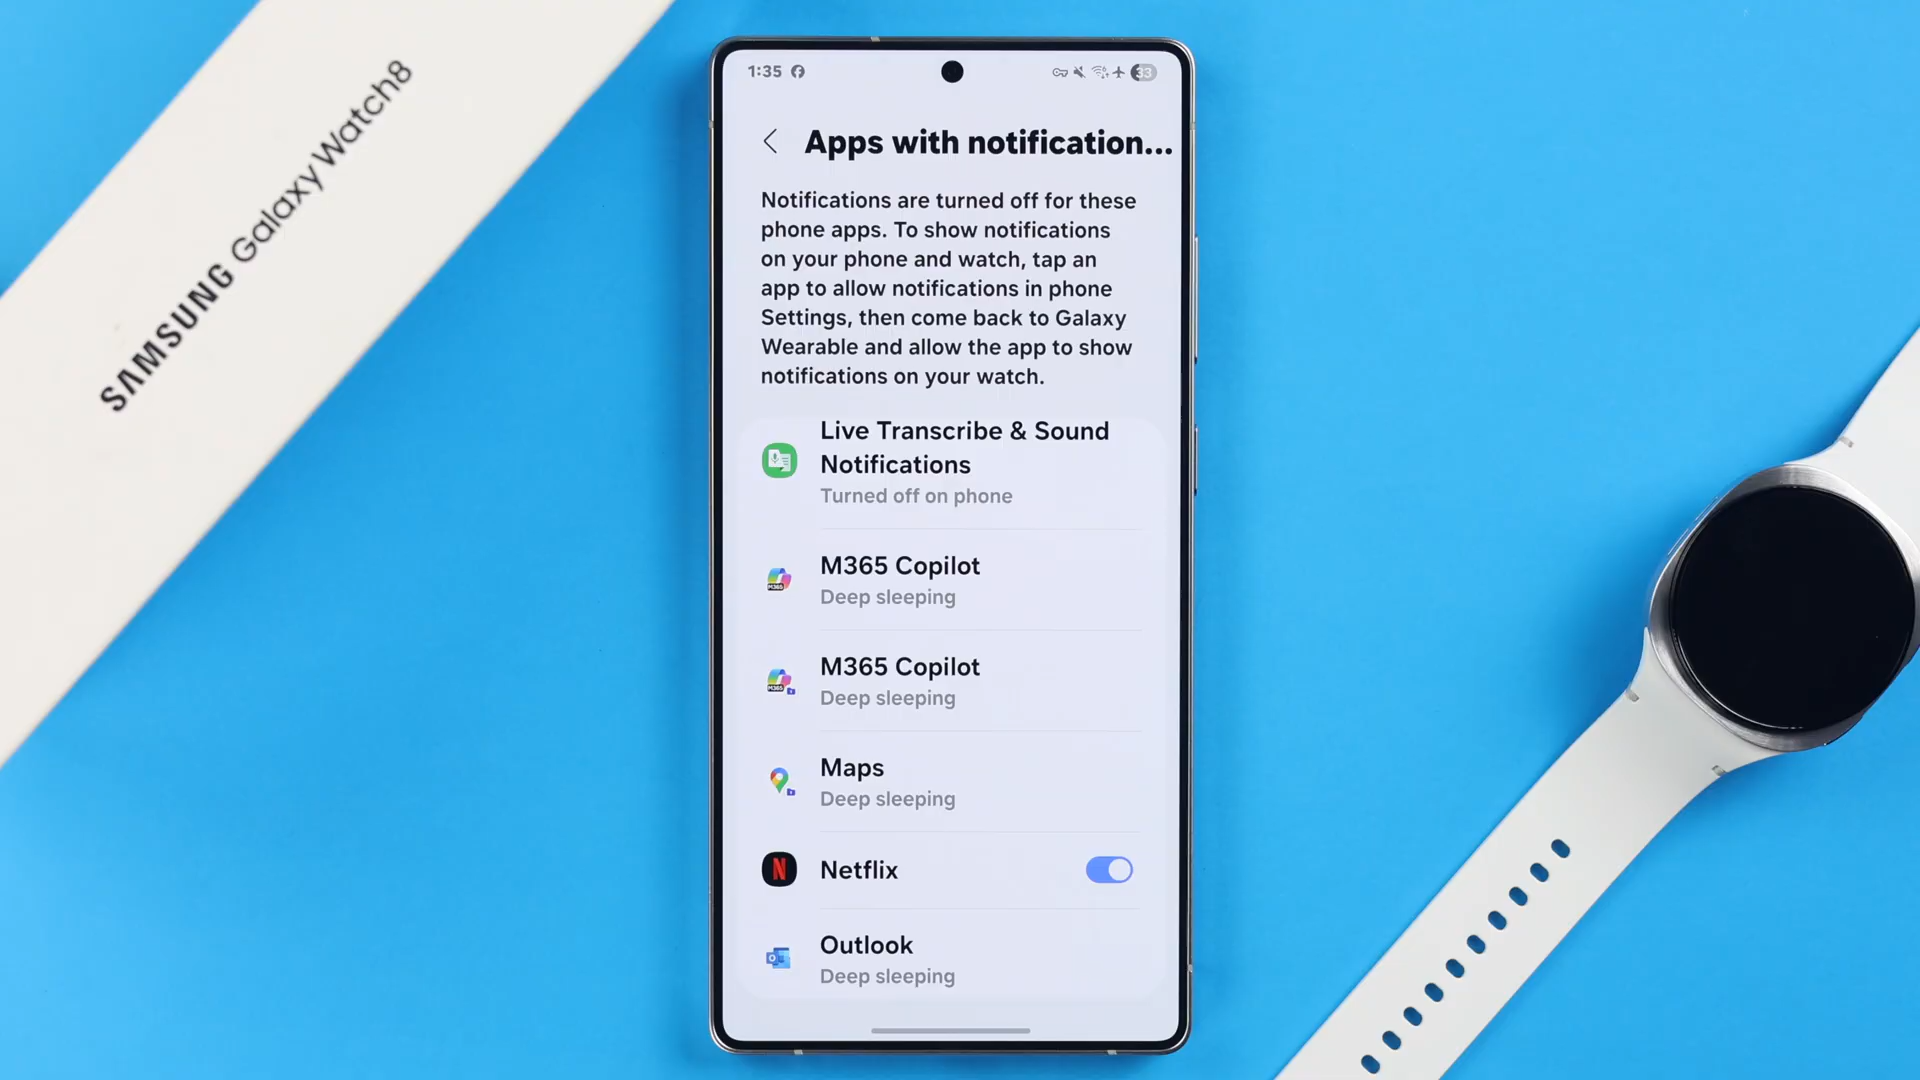 SAMSUNG Galaxy Watch8
1:35
33
Apps with notification...
Notifications are turned off for these
phone apps. To show notifications
on your phone and watch, tap an
app to allow notifications in phone
Settings, then come back to Galaxy
Wearable and allow the app to show
notifications on your watch.
Live Transcribe & Sound
Notifications
Turned off on phone
M365 Copilot
Deep sleeping
M365 Copilot
Deep sleeping
Maps
Deep sleeping
Netflix
Outlook
Deep sleeping